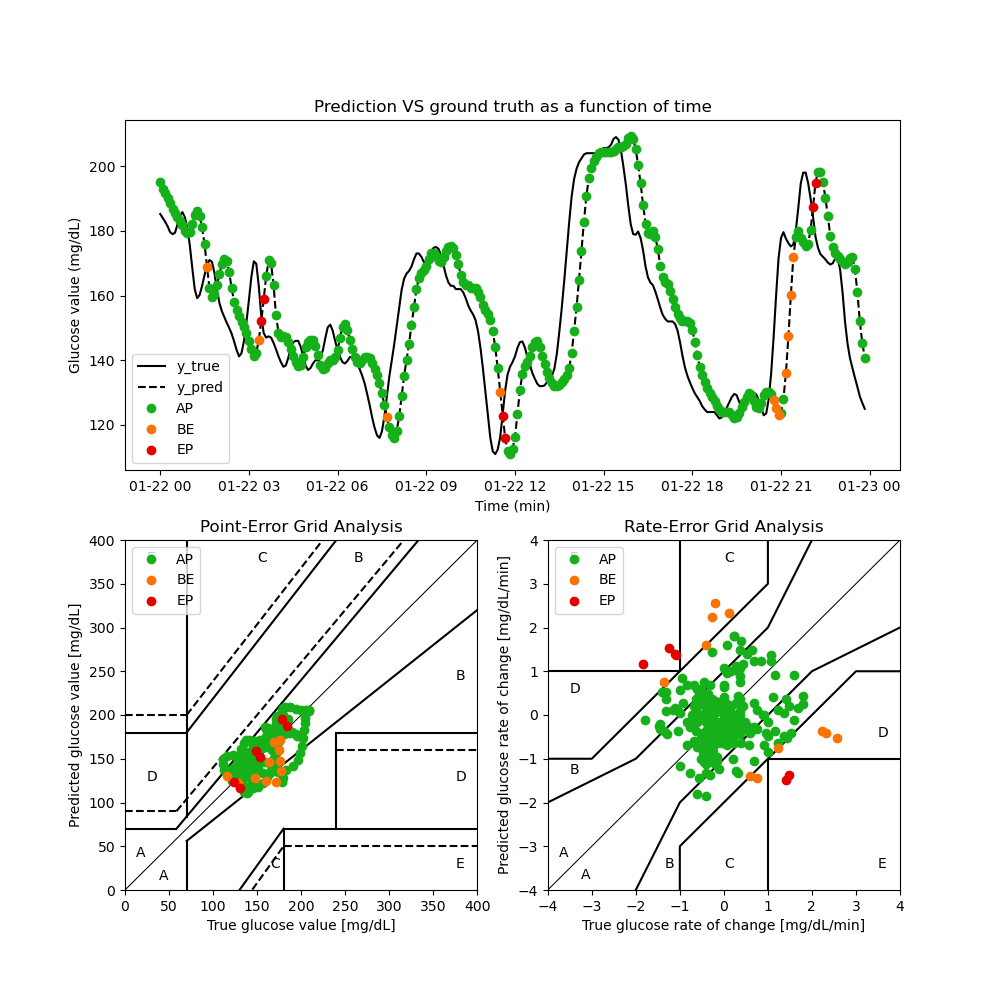 Prediction VS ground truth as a function of time
Glucose value (mg/dL)
200
180
160
140
120
y_true
y_pred
AP
BE
EP
01-22 00 01-22 03 01-22 06 01-22 09 01-22 12 01-22 15 01-22 18 01-22 21 01-23 00
Time (min)
Point-Error Grid Analysis
Predicted glucose value [mg/dL]
400
350
300
250
200
150
100
50
0
AP
BE
EP
C B
B
D D
A
A
C E
0 50 100 150 200 250 300 350 400
True glucose value [mg/dL]
Rate-Error Grid Analysis
Predicted glucose rate of change [mg/dL/min]
4
3
2
1
0
−1
−2
−3
−4
AP
BE
EP
C
D
D
B
A
A
B C E
−4 −3 −2 −1 0 1 2 3 4
True glucose rate of change [mg/dL/min]